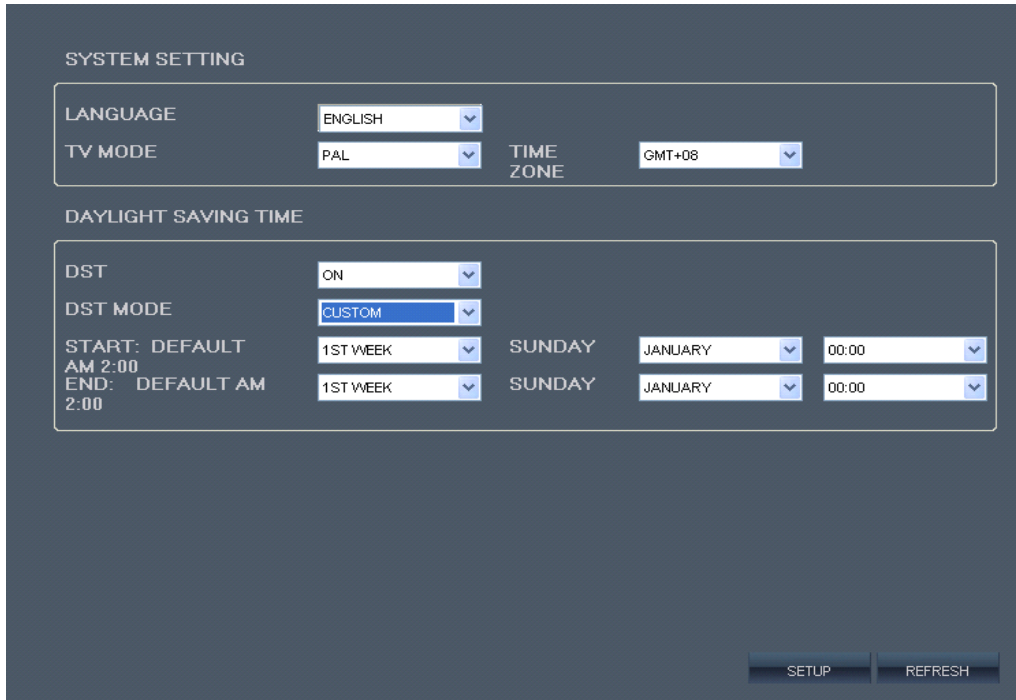 SYSTEM SETTING
LANGUAGE ENGLISH
TV MODE PAL TIME ZONE GMT+08
DAYLIGHT SAVING TIME
DST ON
DST MODE CUSTOM
START: DEFAULT AM 2:00 1ST WEEK SUNDAY JANUARY 00:00
END: DEFAULT AM 2:00 1ST WEEK SUNDAY JANUARY 00:00
SETUP REFRESH